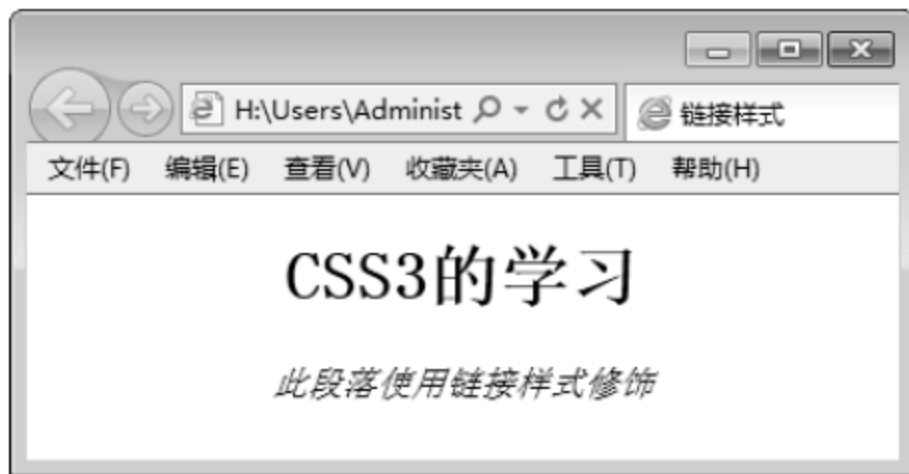 H:\Users\Administ
链接样式
文件(F) 编辑(E) 查看(V) 收藏夹(A) 工具(T) 帮助(H)
CSS3的学习
此段落使用链接样式修饰